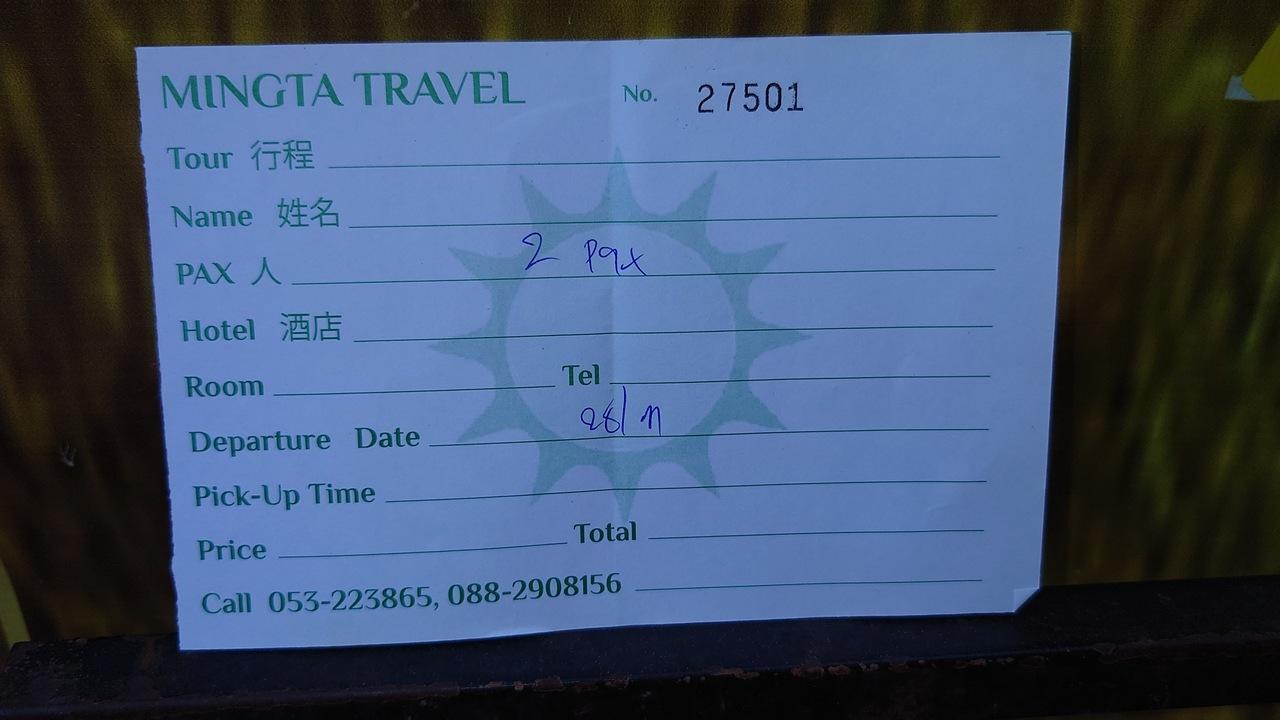 MINGTA TRAVEL No. 27501
Tour 行程
Name 姓名
PAX 人 2 Pax
Hotel 酒店
Room Tel
Departure Date 28/11
Pick-Up Time
Price Total
Call 053-223865, 088-2908156